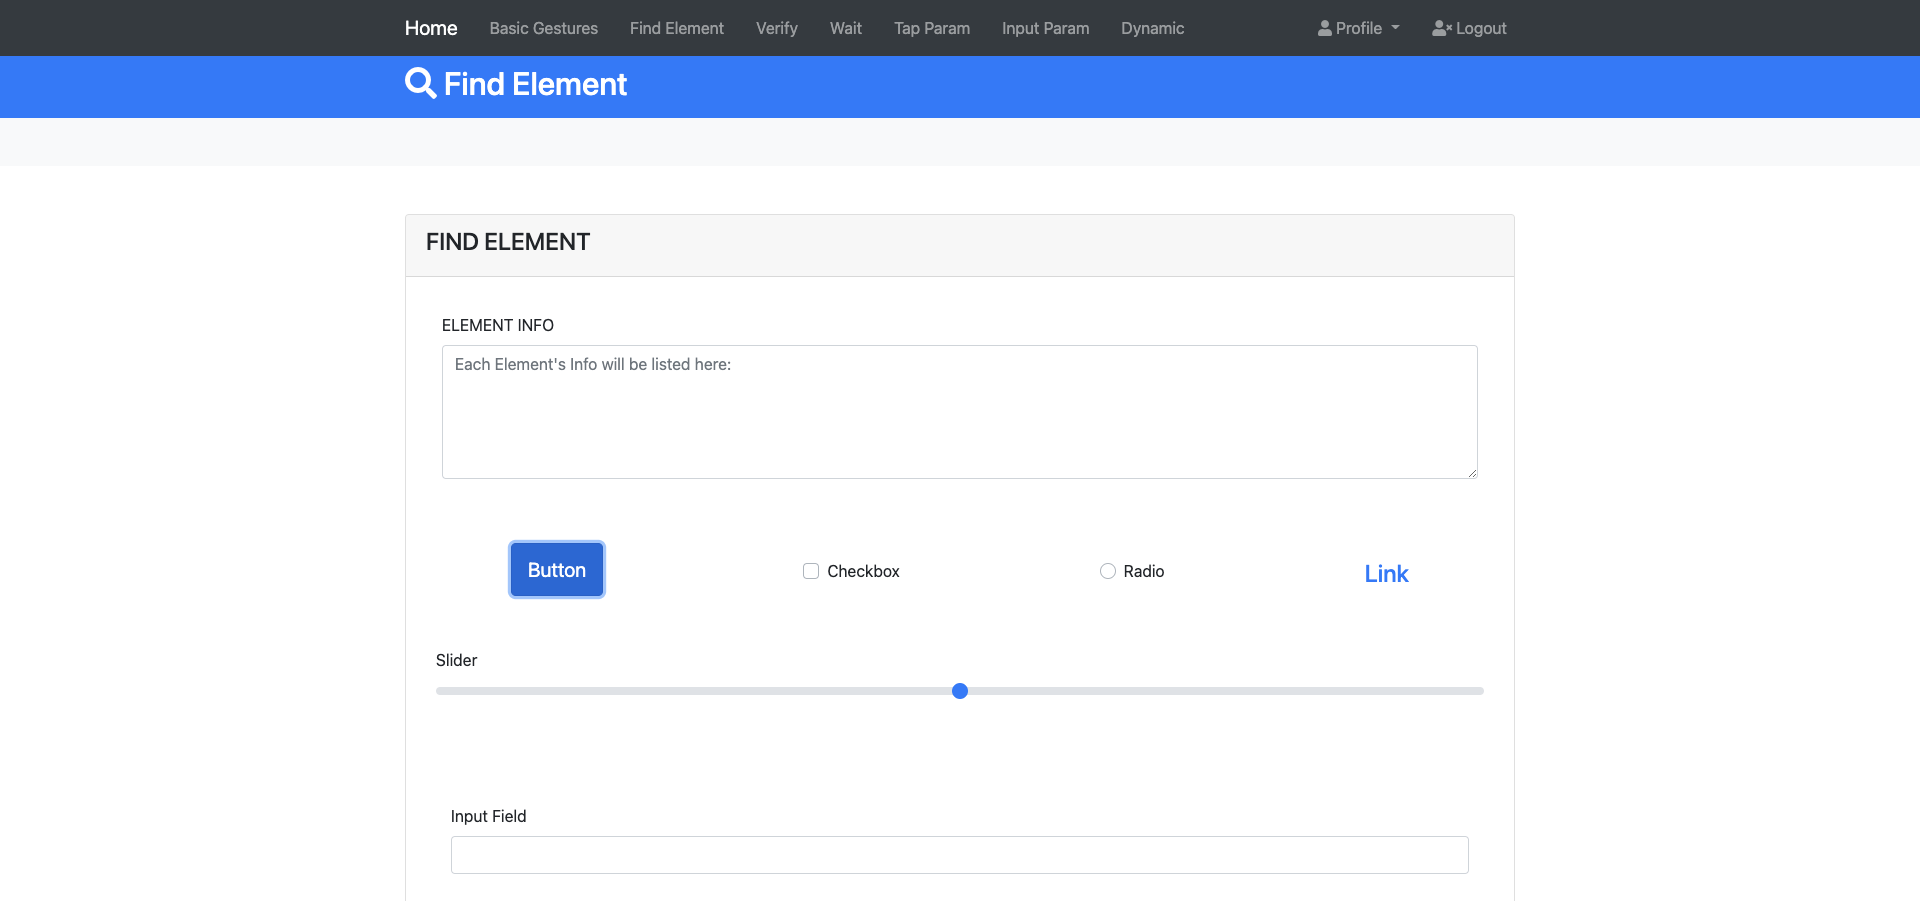 Home Basic Gestures Find Element Verify Wait Tap Param Input Param Dynamic Profile Logout
Find Element
FIND ELEMENT
ELEMENT INFO
Each Element's Info will be listed here:
Button Checkbox Radio Link
Slider
Input Field